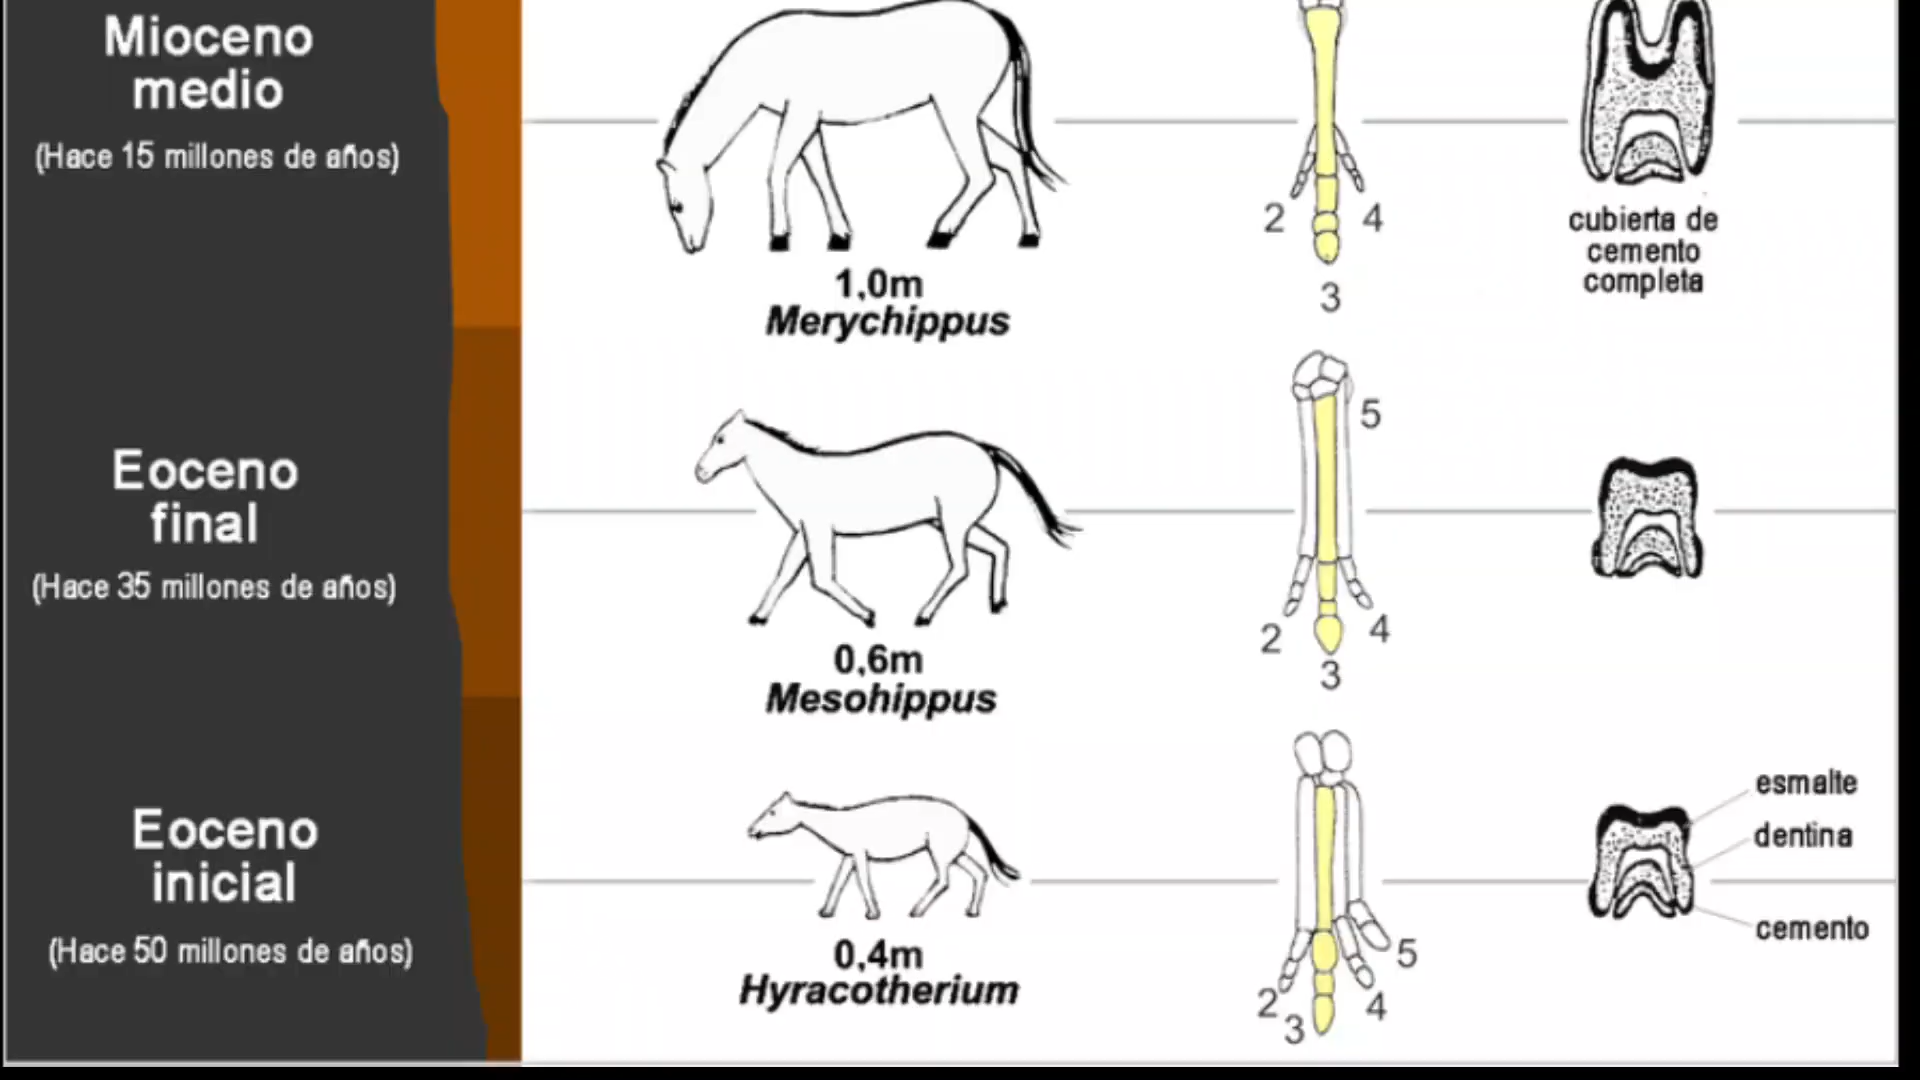 Mioceno
medio
(Hace 15 millones de años)
1,0m
Merychippus
2
4
3
cubierta de
cemento
completa
Eoceno
final
(Hace 35 millones de años)
0,6m
Mesohippus
5
2
4
3
Eoceno
inicial
(Hace 50 millones de años)
0,4m
Hyracotherium
5
2
4
3
esmalte
dentina
cemento